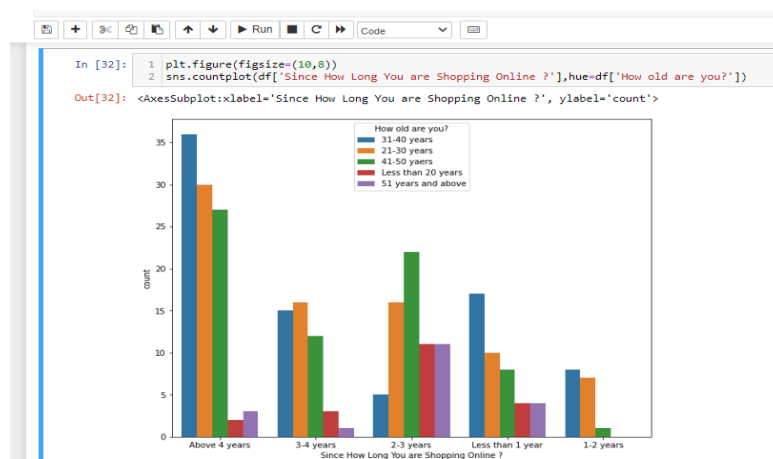 Run
Code
In [32]:
1 plt.figure(figsize=(10,8))
2 sns.countplot(df['Since How Long You are Shopping Online ?'],hue=df['How old are you?'])
Out[32]: <AxesSubplot:xlabel='Since How Long You are Shopping Online ?', ylabel='count'>
How old are you?
31-40 years
21-30 years
41-50 yaers
Less than 20 years
51 years and above
35
30
25
20
15
10
5
0
count
Above 4 years 3-4 years 2-3 years Less than 1 year 1-2 years
Since How Long You are Shopping Online ?